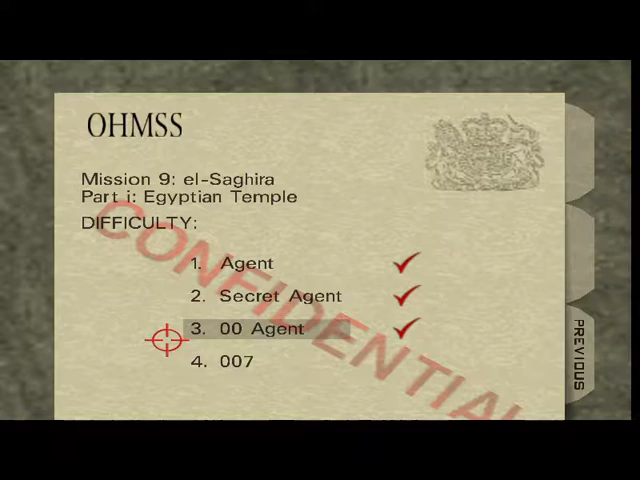 OHMSS
Mission 9: el-Saghira
Part i: Egyptian Temple
DIFFICULTY:
1. Agent
2. Secret Agent
3. 00 Agent
4. 007
CONFIDENTIAL
PREVIOUS